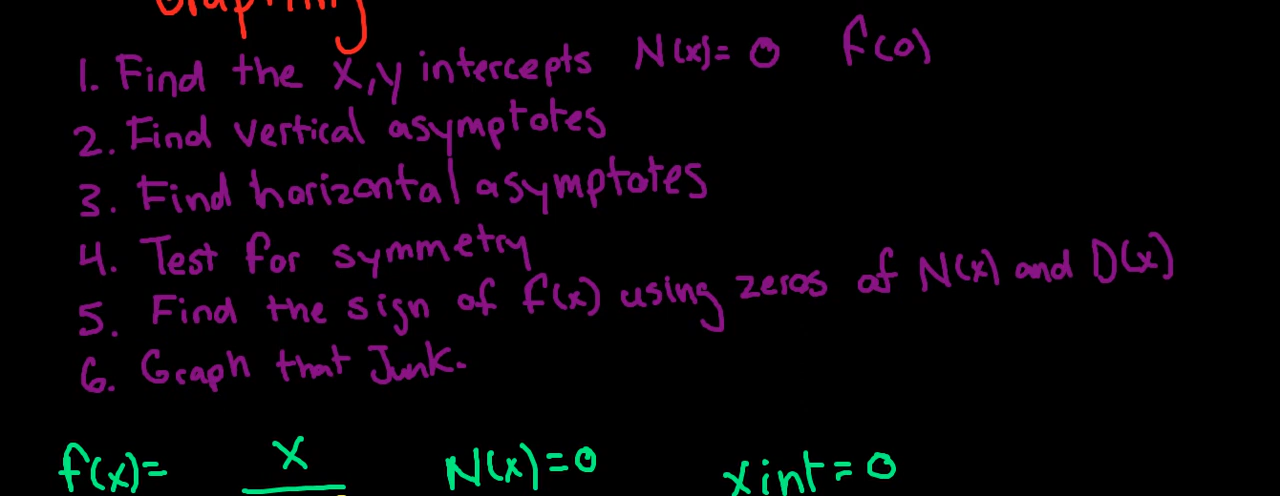 Graphing
1. Find the x,y intercepts N(x)=0 f(0)
2. Find vertical asymptotes
3. Find horizontal asymptotes
4. Test for symmetry
5. Find the sign of f(x) using zeros of N(x) and D(x)
6. Graph that Junk.
f(x)= x N(x)=0 x int=0